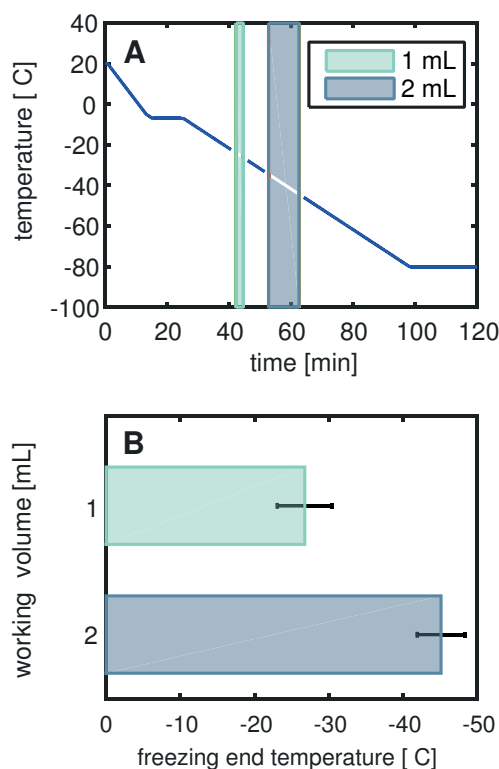 A
1 mL
2 mL
temperature [ C]
40
20
0
-20
-40
-60
-80
-100
0
20
40
60
80
100
120
time [min]
B
working volume [mL]
1
2
0
-10
-20
-30
-40
-50
freezing end temperature [ C]